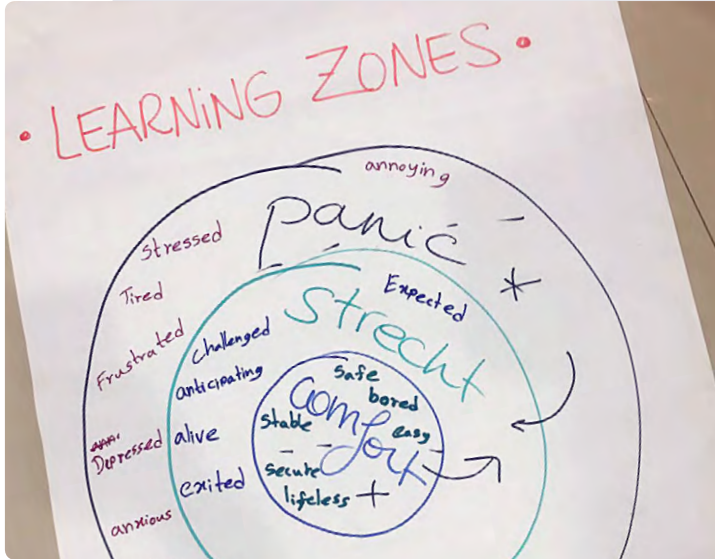 • LEARNiNG ZONES •
annoying
panic
Stressed
Tired
Frustrated
Depressed
anxious
Strecht
Expected
challenged
anticipating
alive
exited
comfort
safe
bored
stable
easy
secure
lifeless +